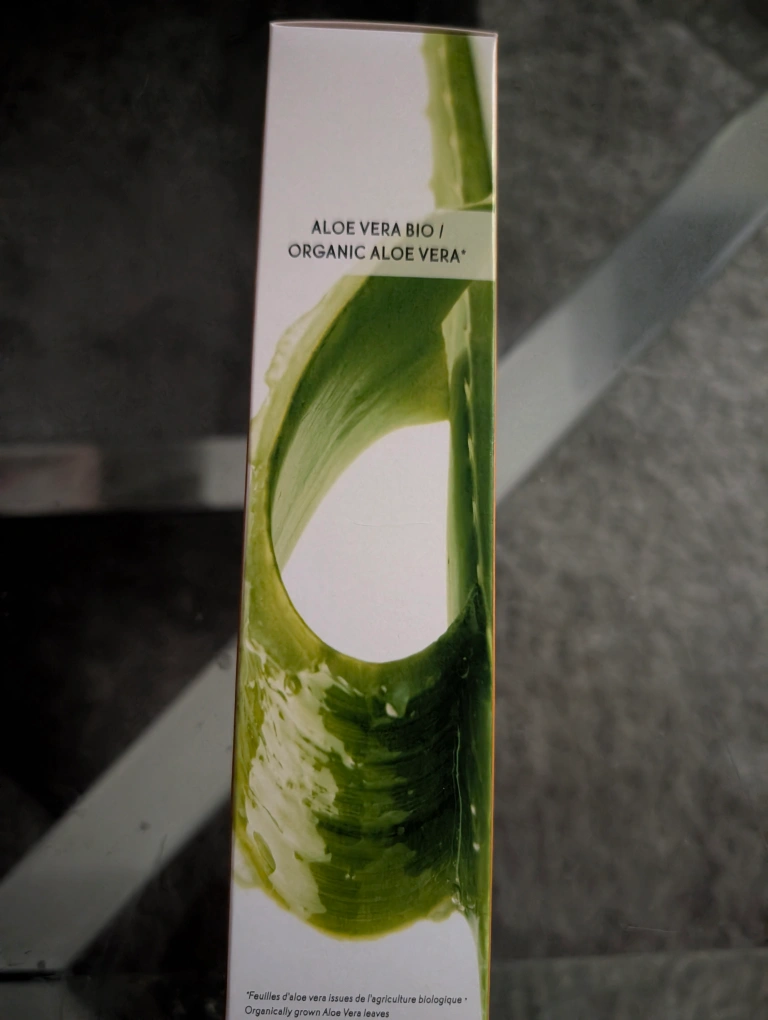 ALOE VERA BIO /
ORGANIC ALOE VERA*
*Feuilles d'aloe vera issues de l'agriculture biologique •
Organically grown Aloe Vera leaves